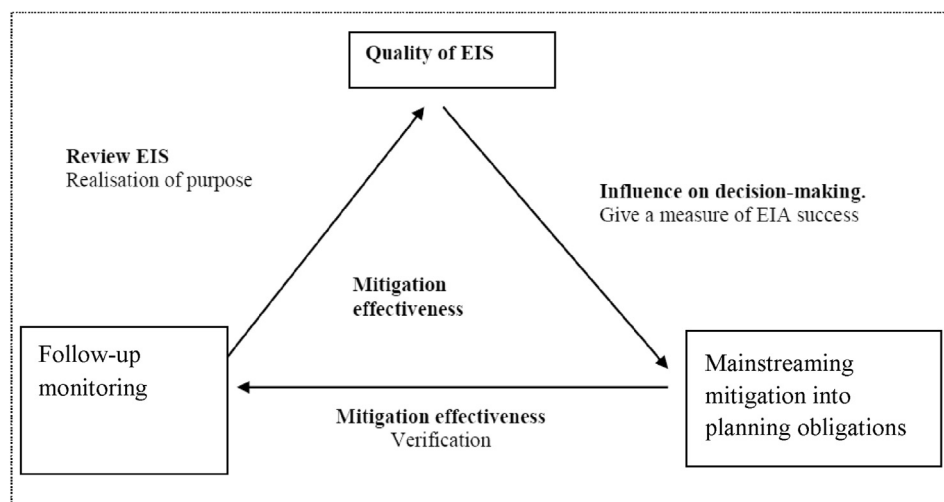 Quality of EIS
Review EIS
Realisation of purpose
Influence on decision-making.
Give a measure of EIA success
Mitigation
effectiveness
Follow-up
monitoring
Mainstreaming
mitigation into
planning obligations
Mitigation effectiveness
Verification